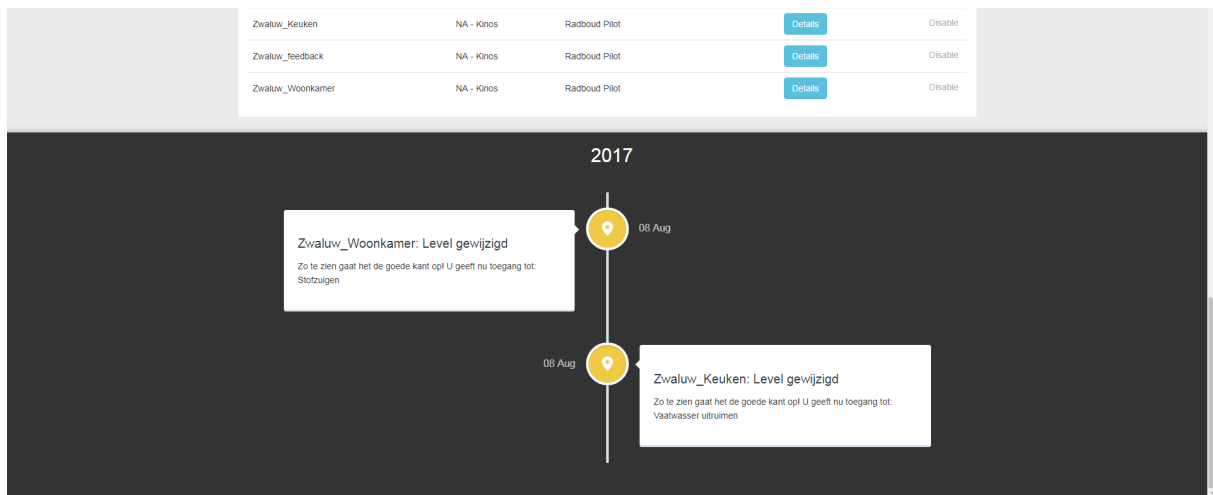 Zwaluw_Keuken NA - Kinos Radboud Pilot Details Disable
Zwaluw_feedback NA - Kinos Radboud Pilot Details Disable
Zwaluw_Woonkamer NA - Kinos Radboud Pilot Details Disable
2017
08 Aug
Zwaluw_Woonkamer: Level gewijzigd
Zo te zien gaat het de goede kant op! U geeft nu toegang tot:
Stofzuigen
08 Aug
Zwaluw_Keuken: Level gewijzigd
Zo te zien gaat het de goede kant op! U geeft nu toegang tot:
Vaatwasser uitruimen